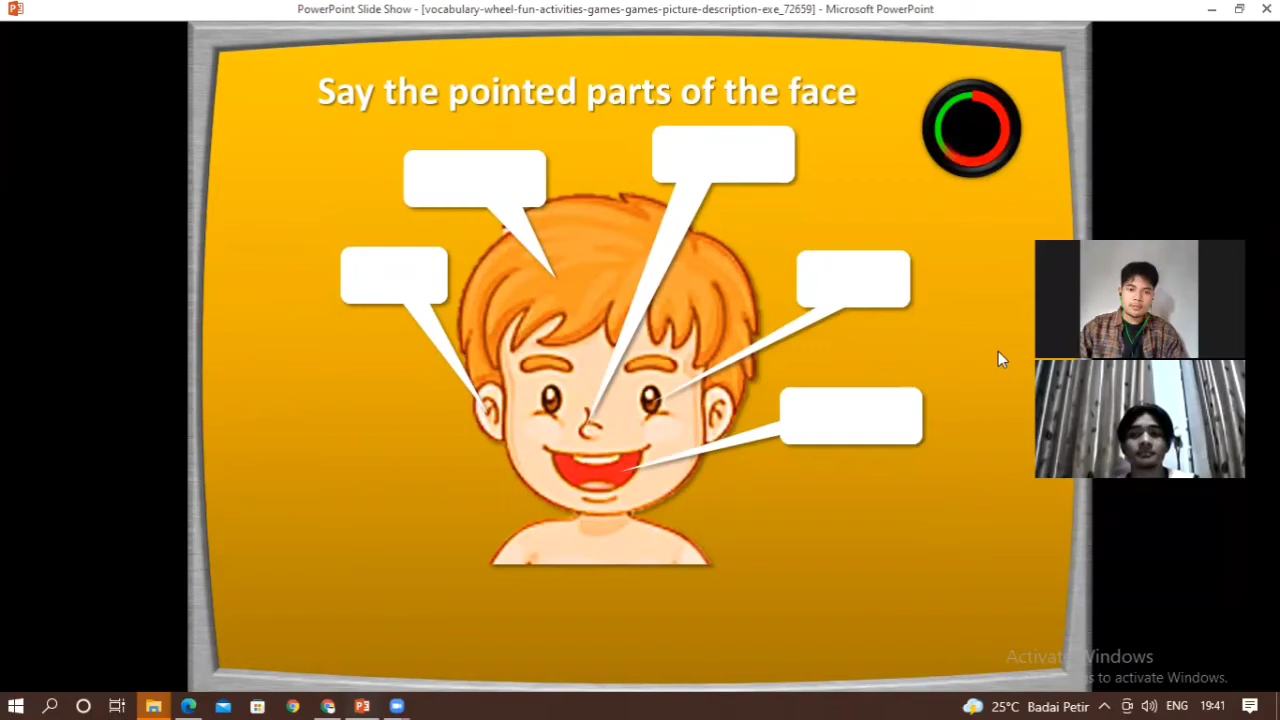 PowerPoint Slide Show - [vocabulary-wheel-fun-activities-games-games-picture-description-exe_72659] - Microsoft PowerPoint
Say the pointed parts of the face
Activate Windows
to activate Windows.
25°C Badai Petir ENG 19:41